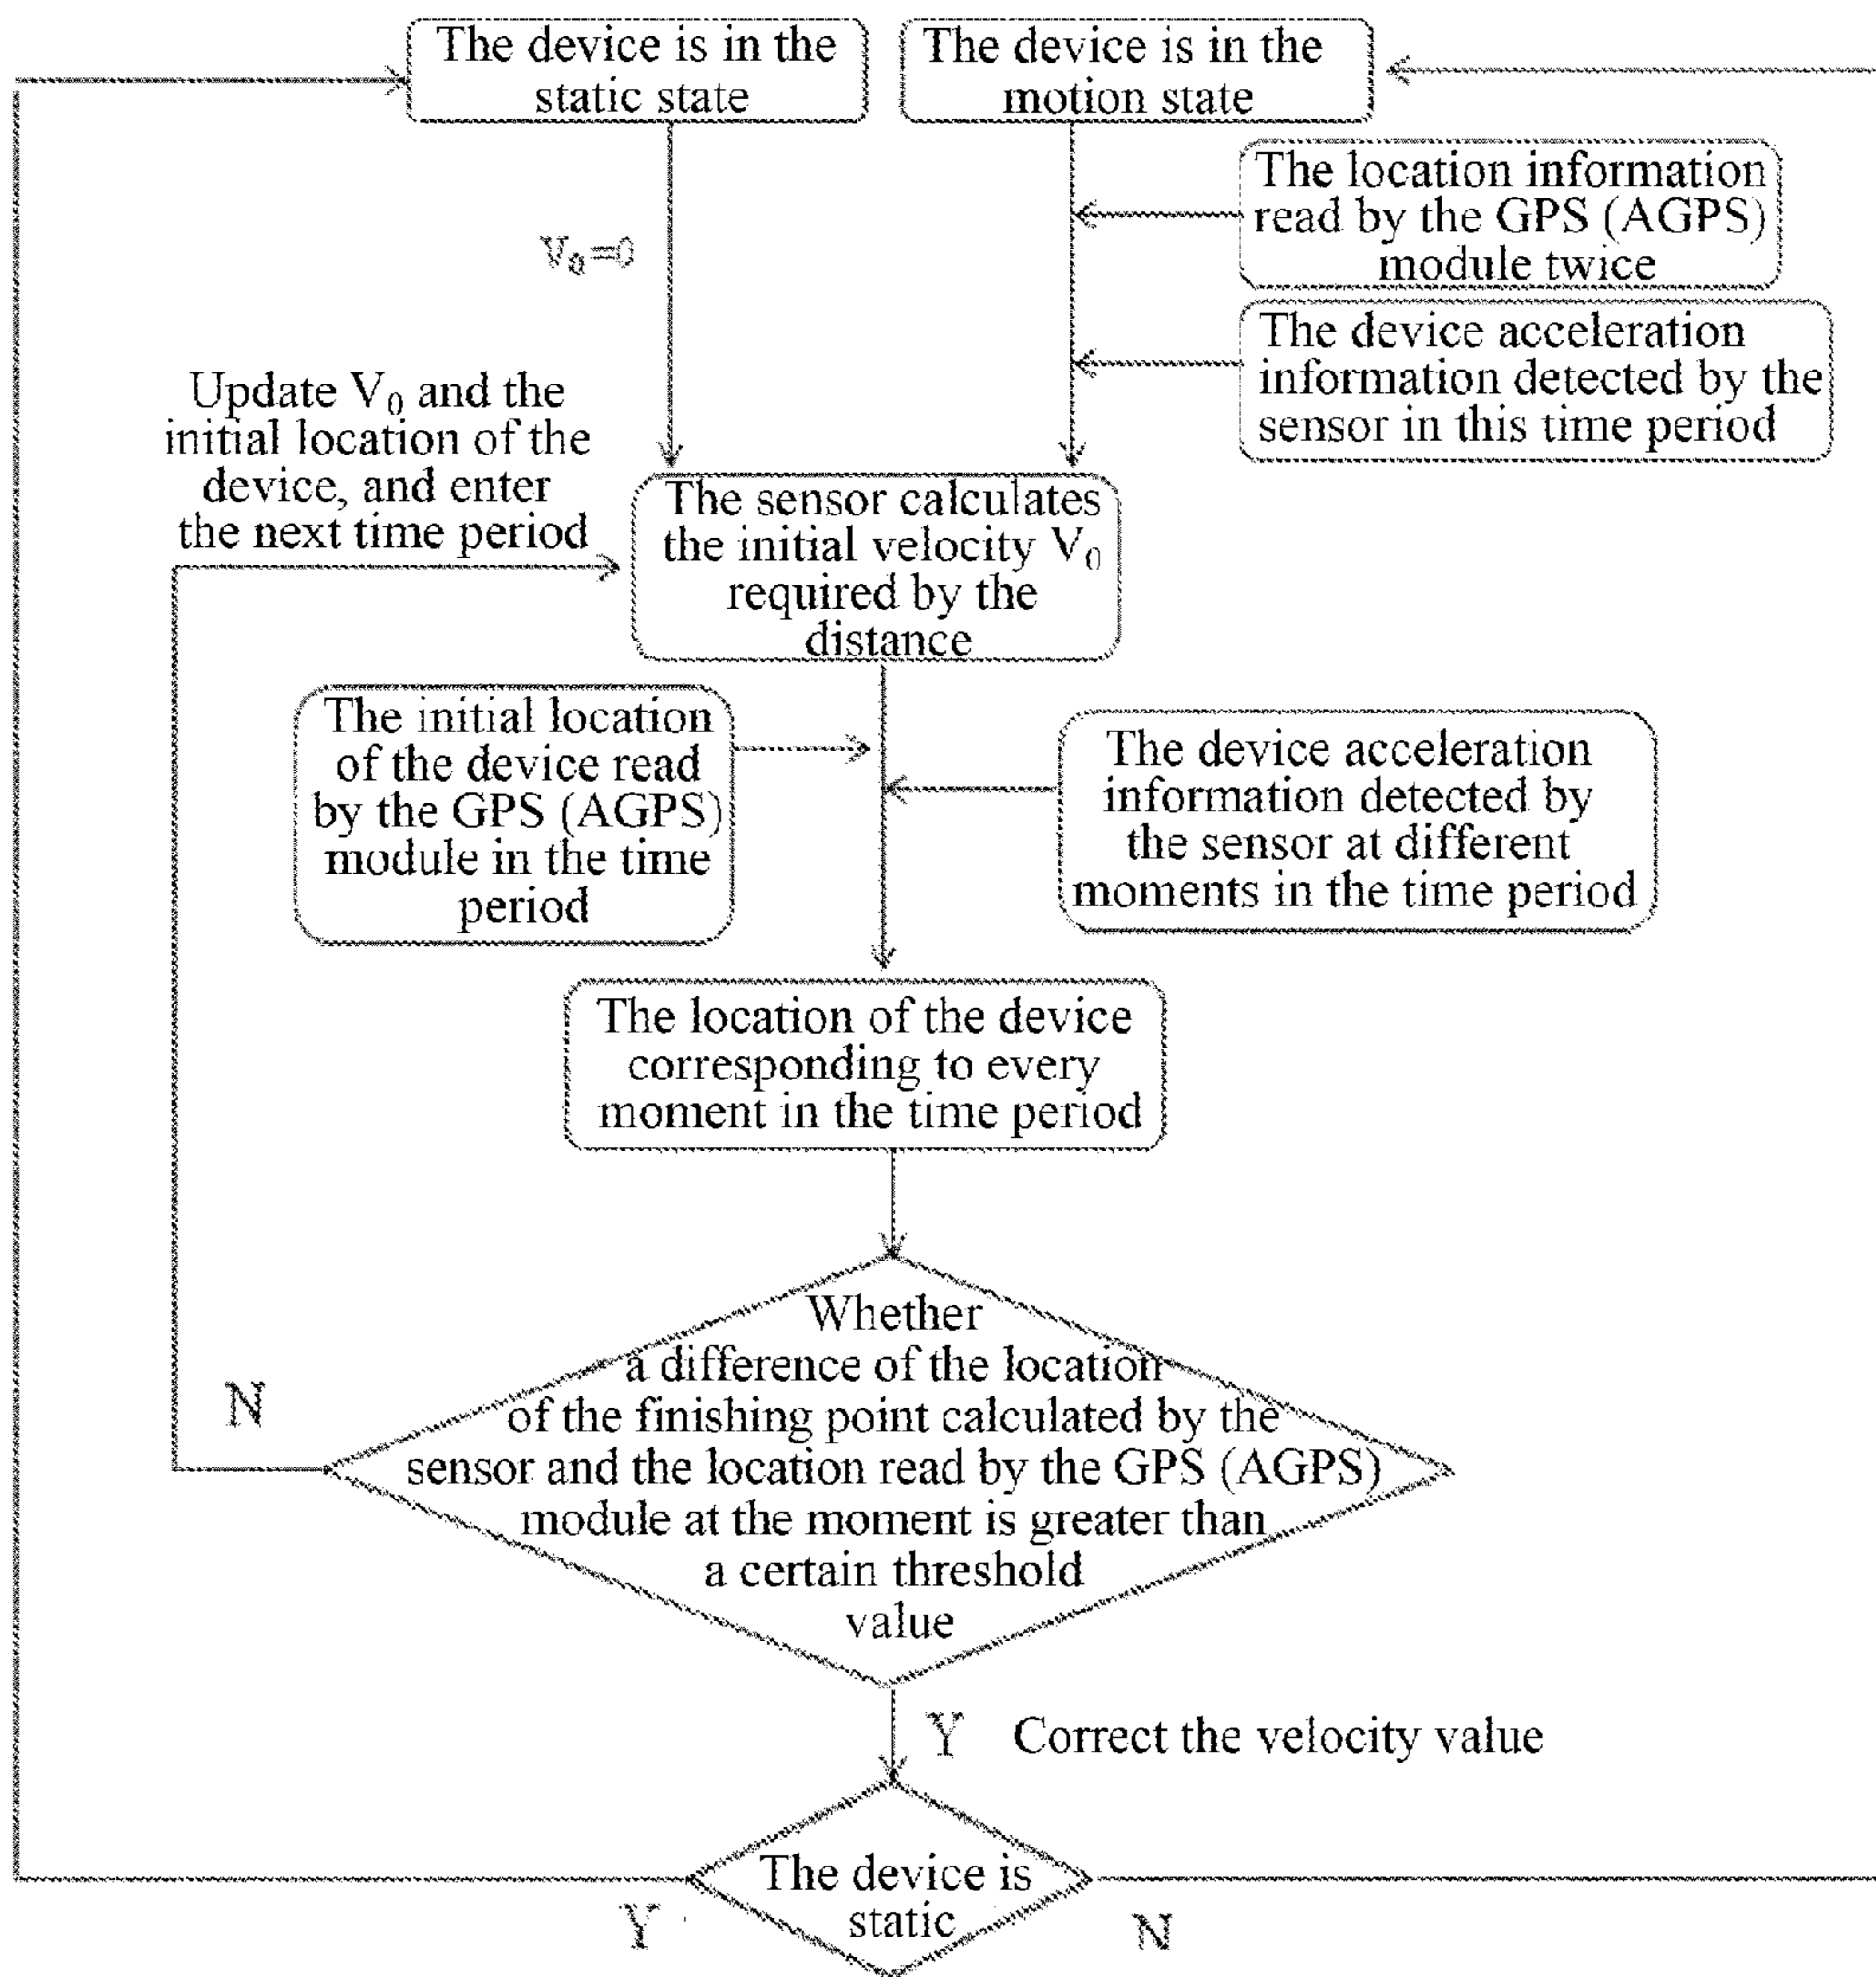 The device is in the
static state
The device is in the
motion state
The location information
read by the GPS (AGPS)
module twice
V₀=0
The device acceleration
information detected by the
sensor in this time period
Update V₀ and the
initial location of the
device, and enter
the next time period
The sensor calculates
the initial velocity V₀
required by the
distance
The initial location
of the device read
by the GPS (AGPS)
module in the time
period
The device acceleration
information detected by
the sensor at different
moments in the time period
The location of the device
corresponding to every
moment in the time period
Whether
a difference of the location
of the finishing point calculated by the
sensor and the location read by the GPS (AGPS)
module at the moment is greater than
a certain threshold
value
N
Y
Correct the velocity value
The device is
static
Y
N